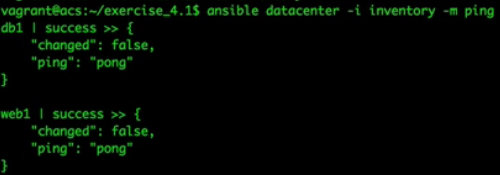 vagrant@acs:~/exercise_4.1$ ansible datacenter -i inventory -m ping
db1 | success >> {
    "changed": false,
    "ping": "pong"
}

web1 | success >> {
    "changed": false,
    "ping": "pong"
}